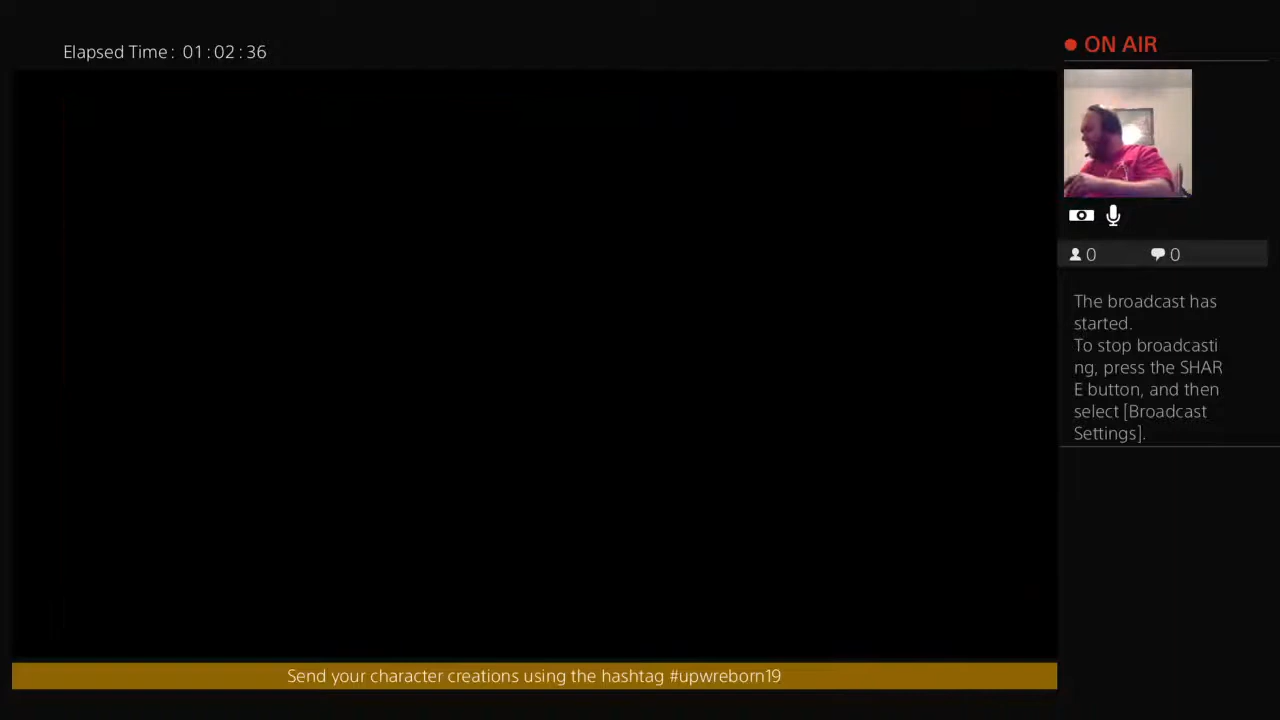 Elapsed Time: 01:02:36
ON AIR
0 0
The broadcast has
started.
To stop broadcasti
ng, press the SHAR
E button, and then
select [Broadcast
Settings].
Send your character creations using the hashtag #upwreborn19